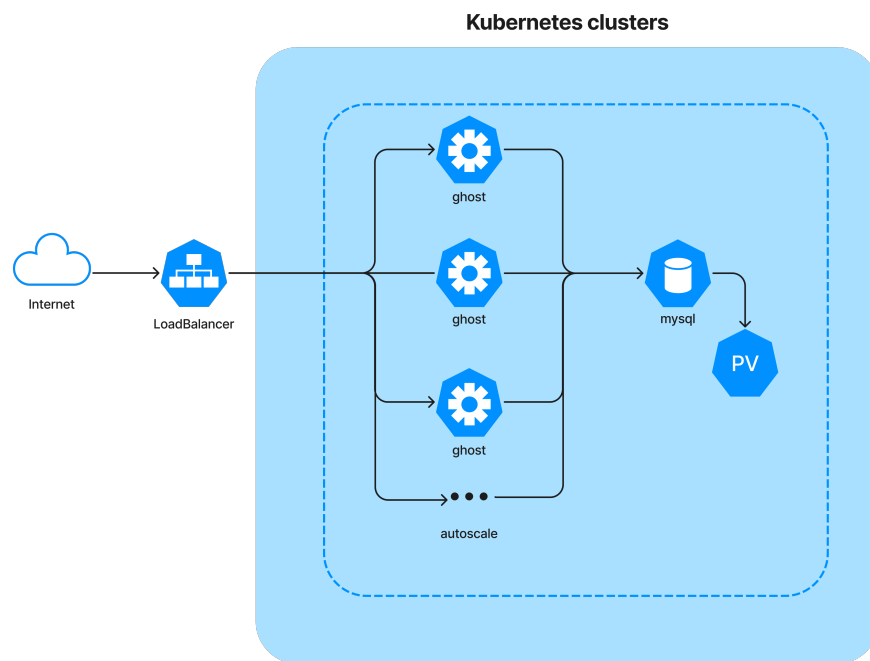 Kubernetes clusters
ghost
Internet
LoadBalancer
ghost
mysql
PV
ghost
autoscale